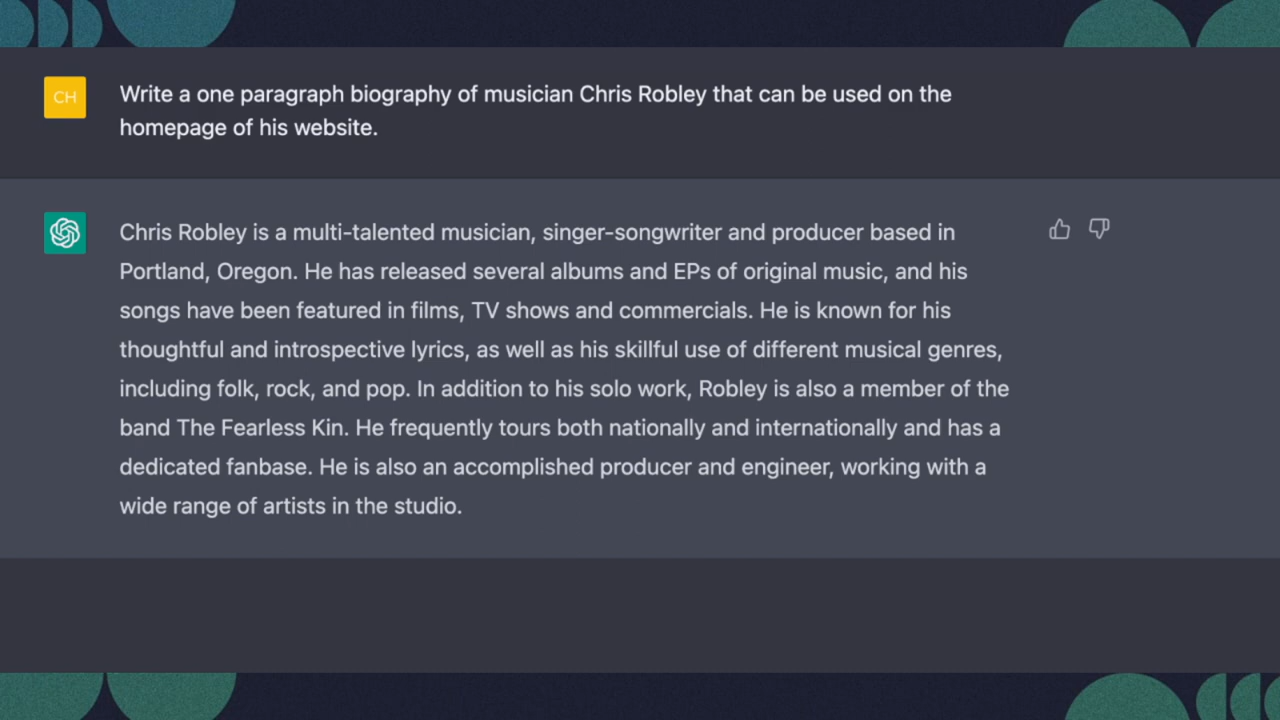 CH
Write a one paragraph biography of musician Chris Robley that can be used on the
homepage of his website.
Chris Robley is a multi-talented musician, singer-songwriter and producer based in
Portland, Oregon. He has released several albums and EPs of original music, and his
songs have been featured in films, TV shows and commercials. He is known for his
thoughtful and introspective lyrics, as well as his skillful use of different musical genres,
including folk, rock, and pop. In addition to his solo work, Robley is also a member of the
band The Fearless Kin. He frequently tours both nationally and internationally and has a
dedicated fanbase. He is also an accomplished producer and engineer, working with a
wide range of artists in the studio.